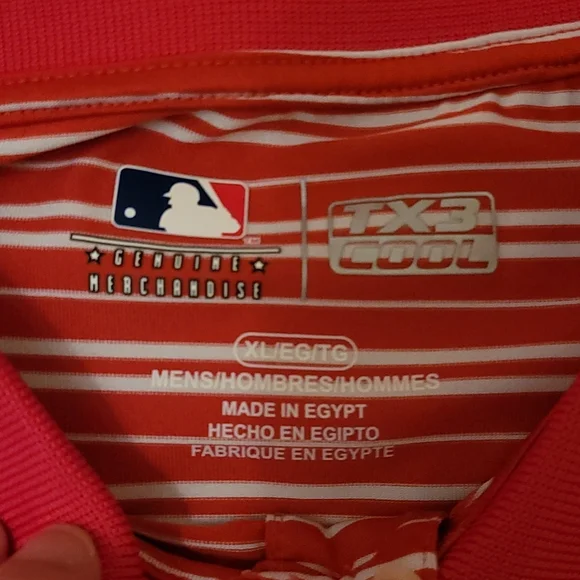 GENUINE
MERCHANDISE
TX3
COOL
XL/EG/TG
MENS/HOMBRES/HOMMES
MADE IN EGYPT
HECHO EN EGIPTO
FABRIQUE EN EGYPTE